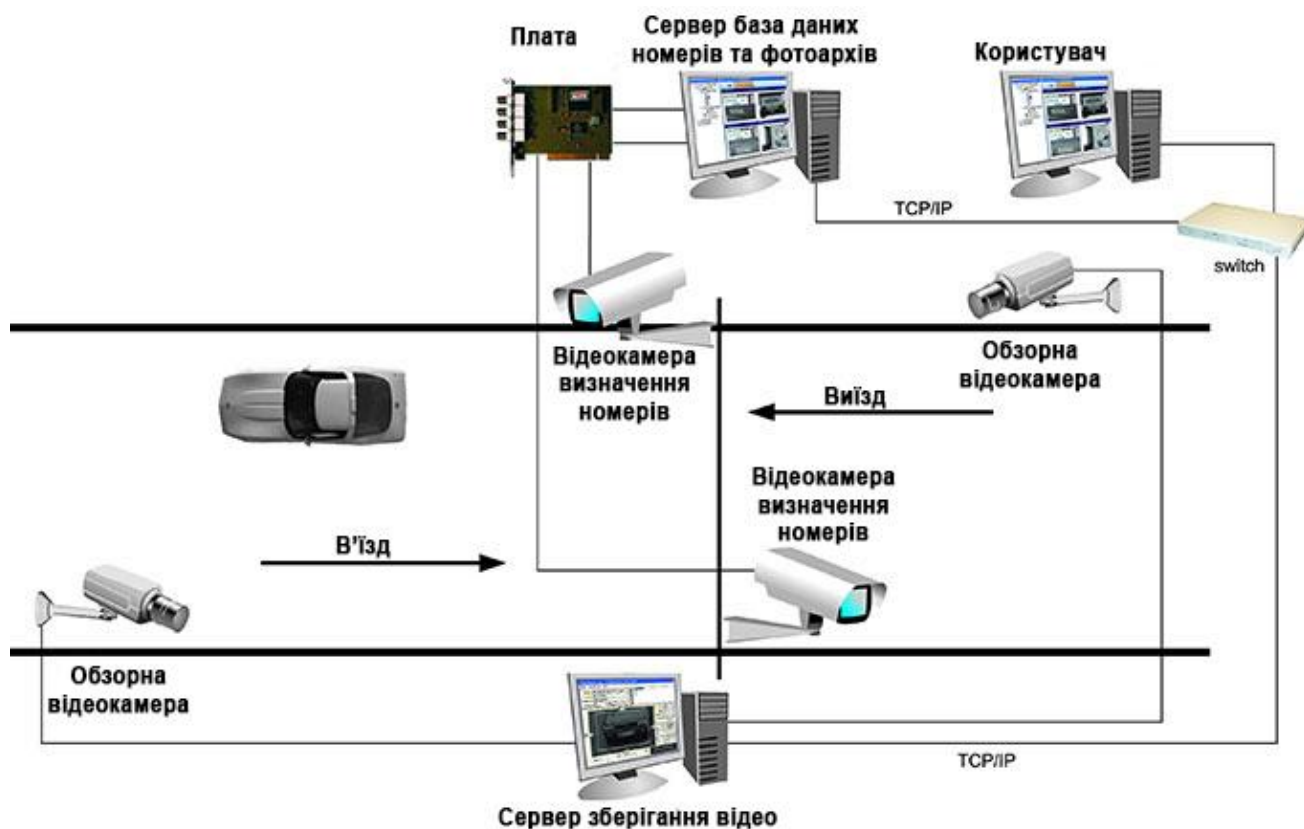 Плата
Сервер база даних
номерів та фотоархів
Користувач
TCP/IP
switch
Відеокамера
визначення
номерів
Обзорна
відеокамера
Виїзд
Відеокамера
визначення
номерів
В'їзд
Обзорна
відеокамера
TCP/IP
Сервер зберігання відео